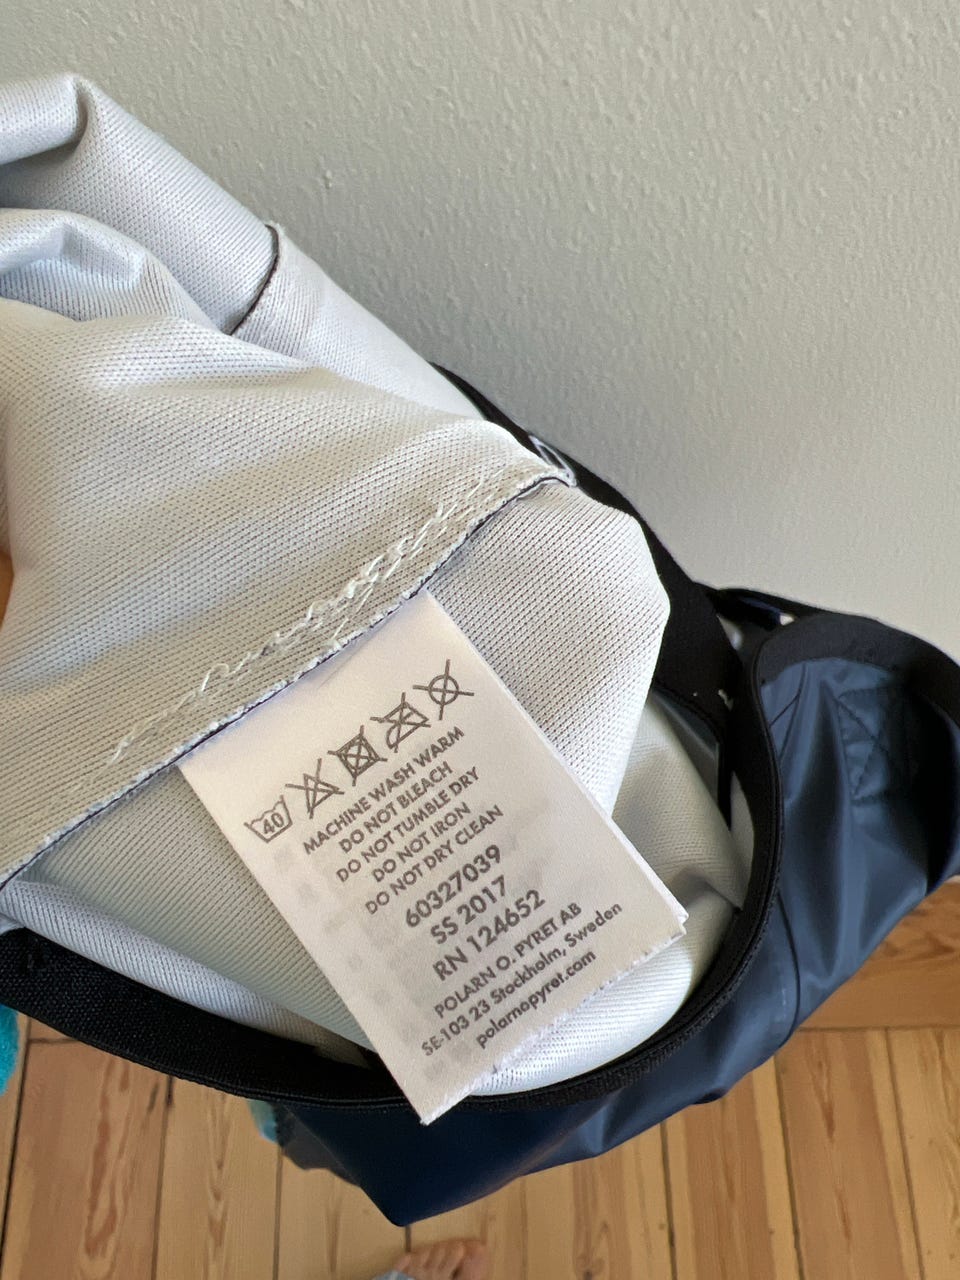 40
MACHINE WASH WARM
DO NOT BLEACH
DO NOT TUMBLE DRY
DO NOT IRON
DO NOT DRY CLEAN
60327039
SS 2017
RN 124652
POLARN O. PYRET AB
SE-103 23 Stockholm, Sweden
polarnopyret.com